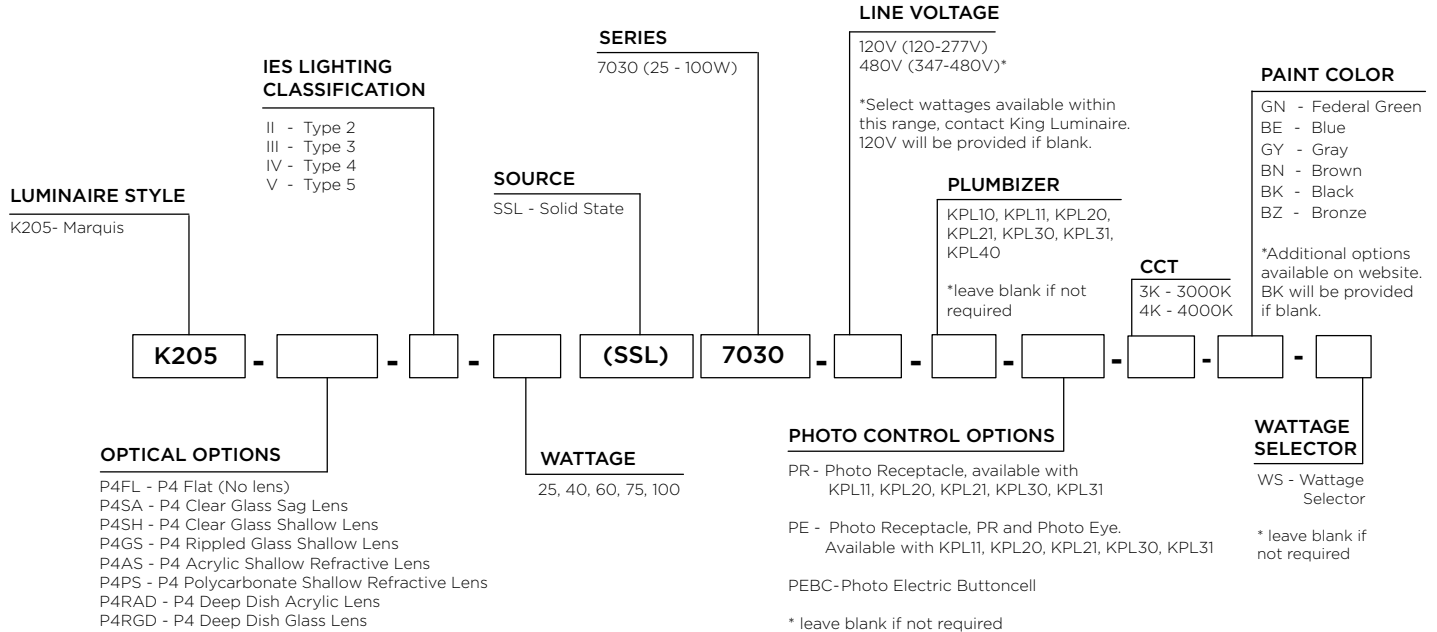 LINE VOLTAGE
120V (120-277V)
480V (347-480V)*
*Select wattages available within
this range, contact King Luminaire.
120V will be provided if blank.
SERIES
7030 (25 - 100W)
IES LIGHTING
CLASSIFICATION
II - Type 2
III - Type 3
IV - Type 4
V - Type 5
PAINT COLOR
GN - Federal Green
BE - Blue
GY - Gray
BN - Brown
BK - Black
BZ - Bronze
*Additional options
available on website.
BK will be provided
if blank.
LUMINAIRE STYLE
K205- Marquis
SOURCE
SSL - Solid State
PLUMBIZER
KPL10, KPL11, KPL20,
KPL21, KPL30, KPL31,
KPL40
*leave blank if not
required
CCT
3K - 3000K
4K - 4000K
K205 - - - (SSL) 7030 - - - - - -
OPTICAL OPTIONS
P4FL - P4 Flat (No lens)
P4SA - P4 Clear Glass Sag Lens
P4SH - P4 Clear Glass Shallow Lens
P4GS - P4 Rippled Glass Shallow Lens
P4AS - P4 Acrylic Shallow Refractive Lens
P4PS - P4 Polycarbonate Shallow Refractive Lens
P4RAD - P4 Deep Dish Acrylic Lens
P4RGD - P4 Deep Dish Glass Lens
WATTAGE
25, 40, 60, 75, 100
PHOTO CONTROL OPTIONS
PR - Photo Receptacle, available with
KPL11, KPL20, KPL21, KPL30, KPL31
PE - Photo Receptacle, PR and Photo Eye.
Available with KPL11, KPL20, KPL21, KPL30, KPL31
PEBC-Photo Electric Buttoncell
* leave blank if not required
WATTAGE
SELECTOR
WS - Wattage
Selector
* leave blank if
not required